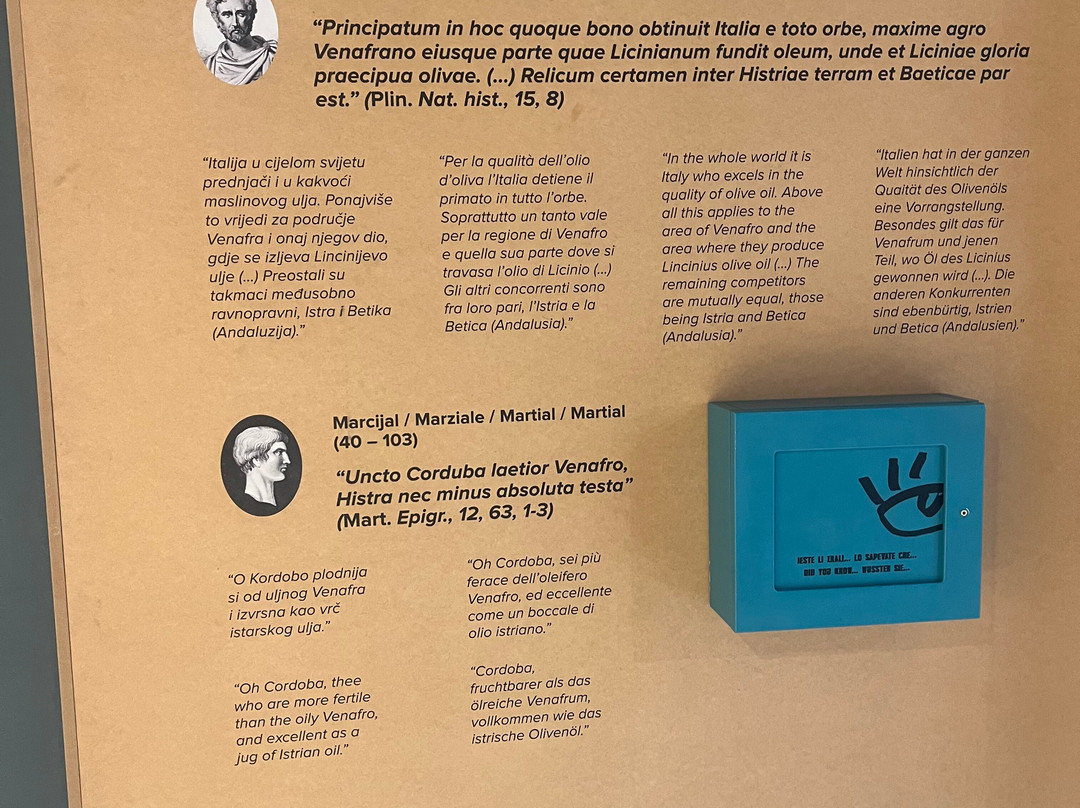 “Principatum in hoc quoque bono obtinuit Italia e toto orbe, maxime agro
Venafrano eiusque parte quae Licinianum fundit oleum, unde et Liciniae gloria
praecipua olivae. (...) Relicum certamen inter Histriae terram et Baeticae par
est.” (Plin. Nat. hist., 15, 8)
“Italija u cijelom svijetu
prednjači i u kakvoći
maslinovog ulja. Ponajviše
to vrijedi za područje
Venafra i onaj njegov dio,
gdje se izljeva Lincinijevo
ulje (...) Preostali su
takmaci međusobno
ravnopravni, Istra i Betika
(Andaluzija).”
“Per la qualità dell’olio
d’oliva l’Italia detiene il
primato in tutto l’orbe.
Soprattutto un tanto vale
per la regione di Venafro
e quella sua parte dove si
travasa l’olio di Licinio (...)
Gli altri concorrenti sono
fra loro pari, l’Istria e la
Betica (Andalusia).”
“In the whole world it is
Italy who excels in the
quality of olive oil. Above
all this applies to the
area of Venafro and the
area where they produce
Lincinius olive oil (...) The
remaining competitors
are mutually equal, those
being Istria and Betica
(Andalusia).”
“Italien hat in der ganzen
Welt hinsichtlich der
Quaität des Olivenöls
eine Vorrangstellung.
Besondes gilt das für
Venafrum und jenen
Teil, wo Öl des Licinius
gewonnen wird (...). Die
anderen Konkurrenten
sind ebenbürtig, Istrien
und Betica (Andalusien).”
Marcijal / Marziale / Martial / Martial
(40 – 103)
“Uncto Corduba laetior Venafro,
Histra nec minus absoluta testa”
(Mart. Epigr., 12, 63, 1-3)
“O Kordobo plodnija
si od uljnog Venafra
i izvrsna kao vrč
istarskog ulja.”
“Oh Cordoba, sei più
ferace dell’oleifero
Venafro, ed eccellente
come un boccale di
olio istriano.”
“Oh Cordoba, thee
who are more fertile
than the oily Venafro,
and excellent as a
jug of Istrian oil.”
“Cordoba,
fruchtbarer als das
ölreiche Venafrum,
vollkommen wie das
istrische Olivenöl.”
JESTE LI ZNALI... LO SAPEVATE CHE...
DID YOU KNOW... WUSSTEN SIE...